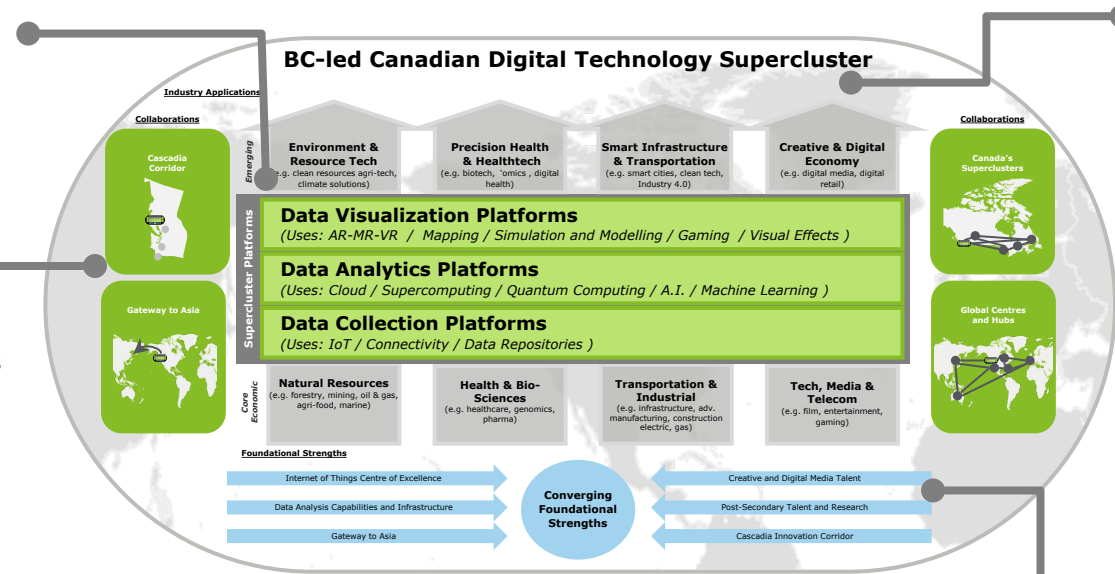 BC-led Canadian Digital Technology Supercluster
Industry Applications
Collaborations
Cascadia
Corridor
Gateway to Asia
Emerging
Environment &
Resource Tech
(e.g. clean resources agri-tech,
climate solutions)
Precision Health
& Healthtech
(e.g. biotech, ‘omics , digital
health)
Smart Infrastructure
& Transportation
(e.g. smart cities, clean tech,
Industry 4.0)
Creative & Digital
Economy
(e.g. digital media, digital
retail)
Collaborations
Canada’s
Superclusters
Global Centres
and Hubs
Supercluster Platforms
Data Visualization Platforms
(Uses: AR-MR-VR / Mapping / Simulation and Modelling / Gaming / Visual Effects )
Data Analytics Platforms
(Uses: Cloud / Supercomputing / Quantum Computing / A.I. / Machine Learning )
Data Collection Platforms
(Uses: IoT / Connectivity / Data Repositories )
Core
Economic
Natural Resources
(e.g. forestry, mining, oil & gas,
agri-food, marine)
Health & Bio-
Sciences
(e.g. healthcare, genomics,
pharma)
Transportation &
Industrial
(e.g. infrastructure, adv.
manufacturing, construction
electric, gas)
Tech, Media &
Telecom
(e.g. film, entertainment,
gaming)
Foundational Strengths
Internet of Things Centre of Excellence
Data Analysis Capabilities and Infrastructure
Gateway to Asia
Converging
Foundational
Strengths
Creative and Digital Media Talent
Post-Secondary Talent and Research
Cascadia Innovation Corridor